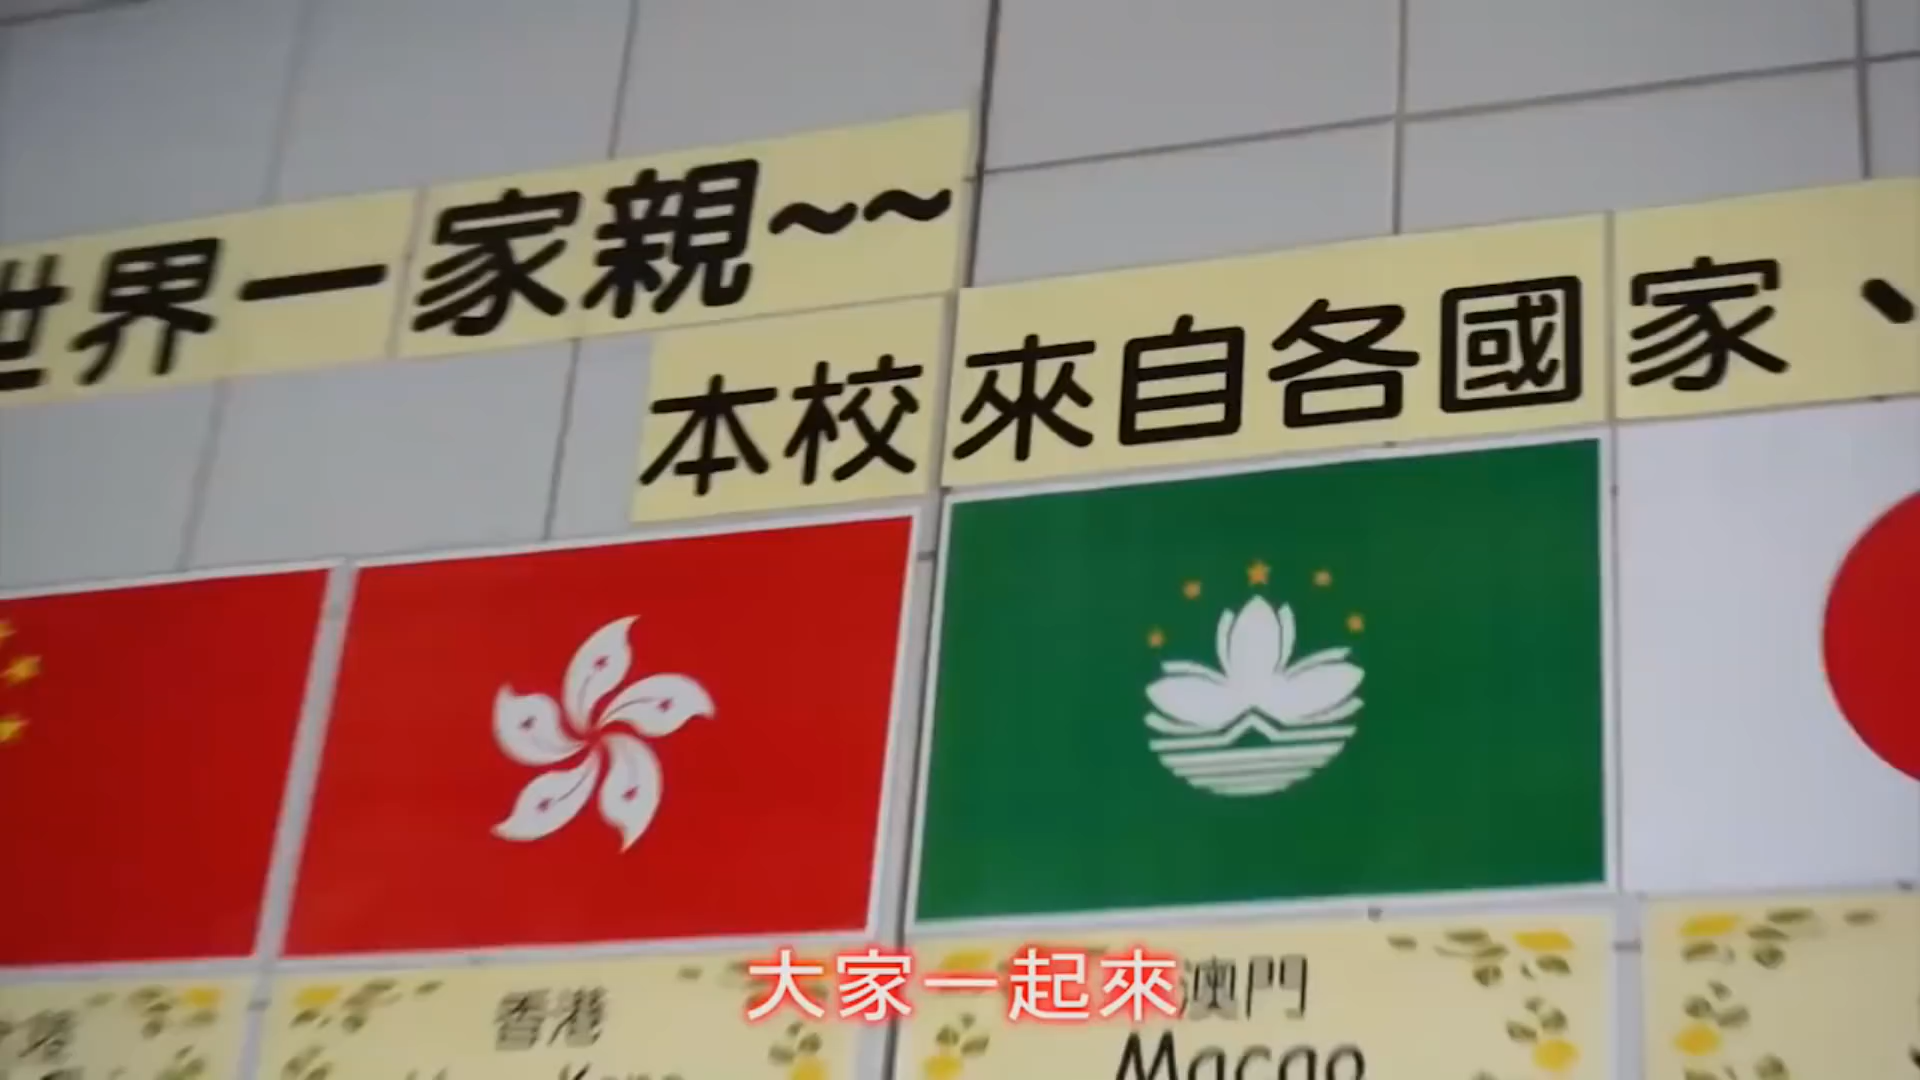 世界一家親~~
本校來自各國家、
香港
澳門
Macao
大家一起來